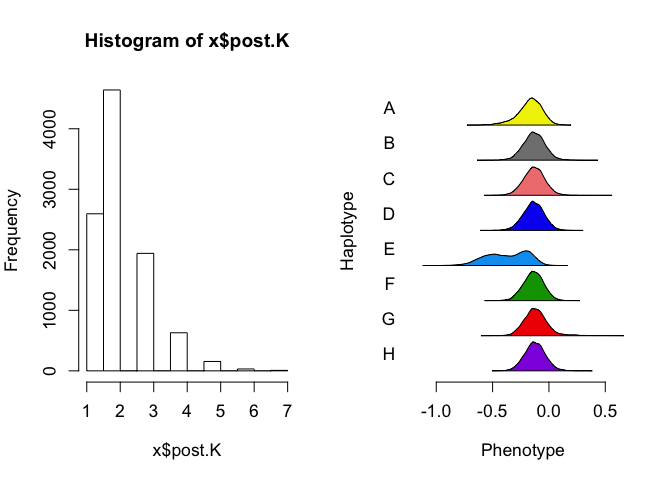 Histogram of x$post.K
Frequency
0
1000
2000
3000
4000
1
2
3
4
5
6
7
x$post.K
Haplotype
A
B
C
D
E
F
G
H
-1.0
-0.5
0.0
0.5
Phenotype